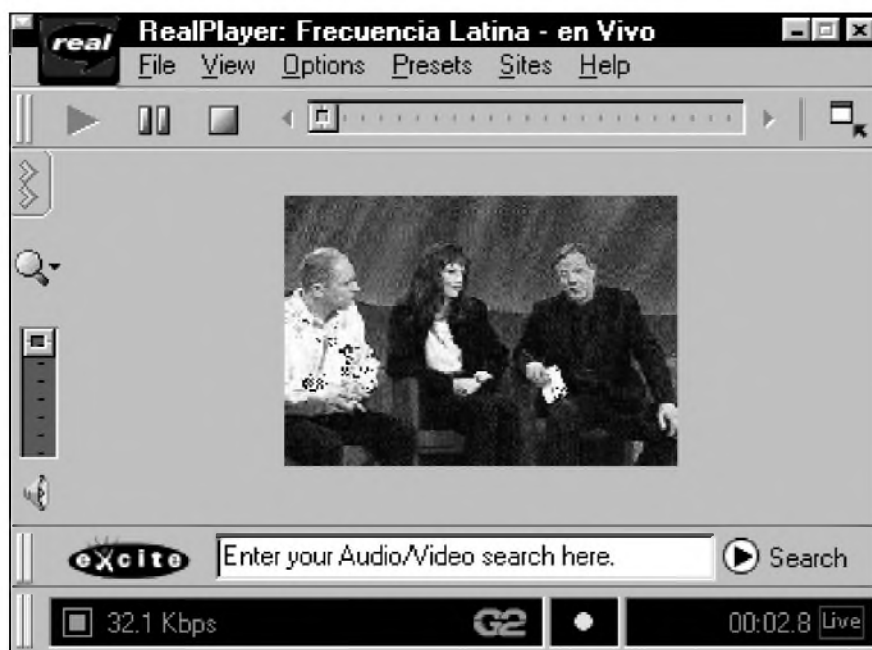 real
RealPlayer: Frecuencia Latina - en Vivo
File View Options Presets Sites Help
excite Enter your Audio/Video search here. Search
32.1 Kbps G2 00:02.8 Live